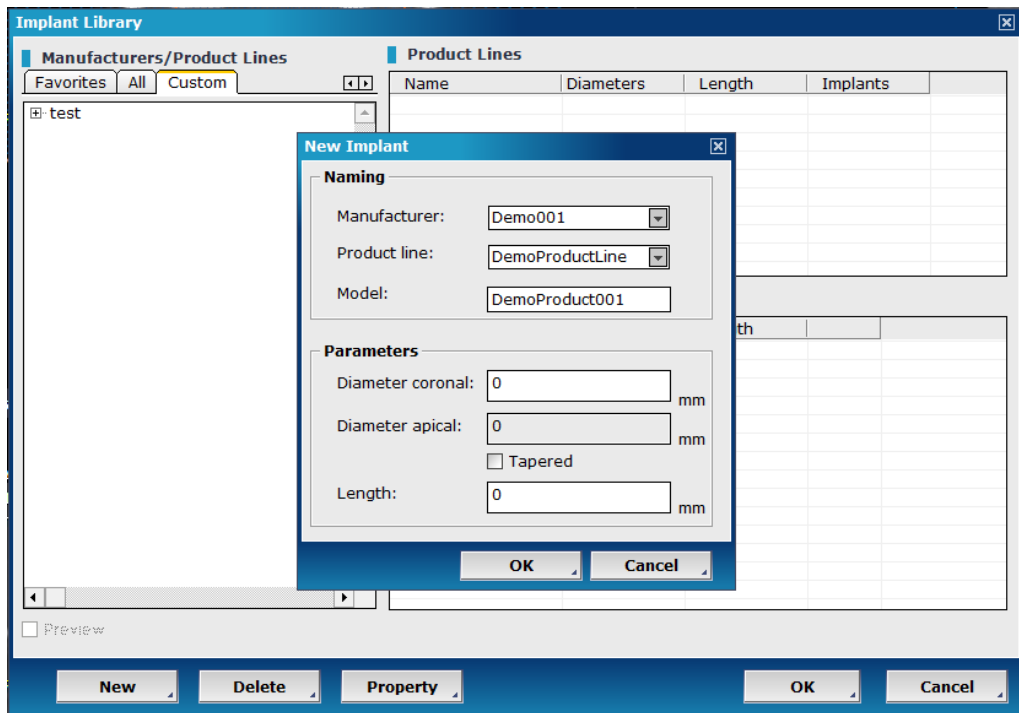 Implant Library
Manufacturers/Product Lines
Favorites All Custom
test
Product Lines
Name Diameters Length Implants
th
New Implant
Naming
Manufacturer: Demo001
Product line: DemoProductLine
Model: DemoProduct001
Parameters
Diameter coronal: 0 mm
Diameter apical: 0 mm
Tapered
Length: 0 mm
OK Cancel
Preview
New Delete Property OK Cancel